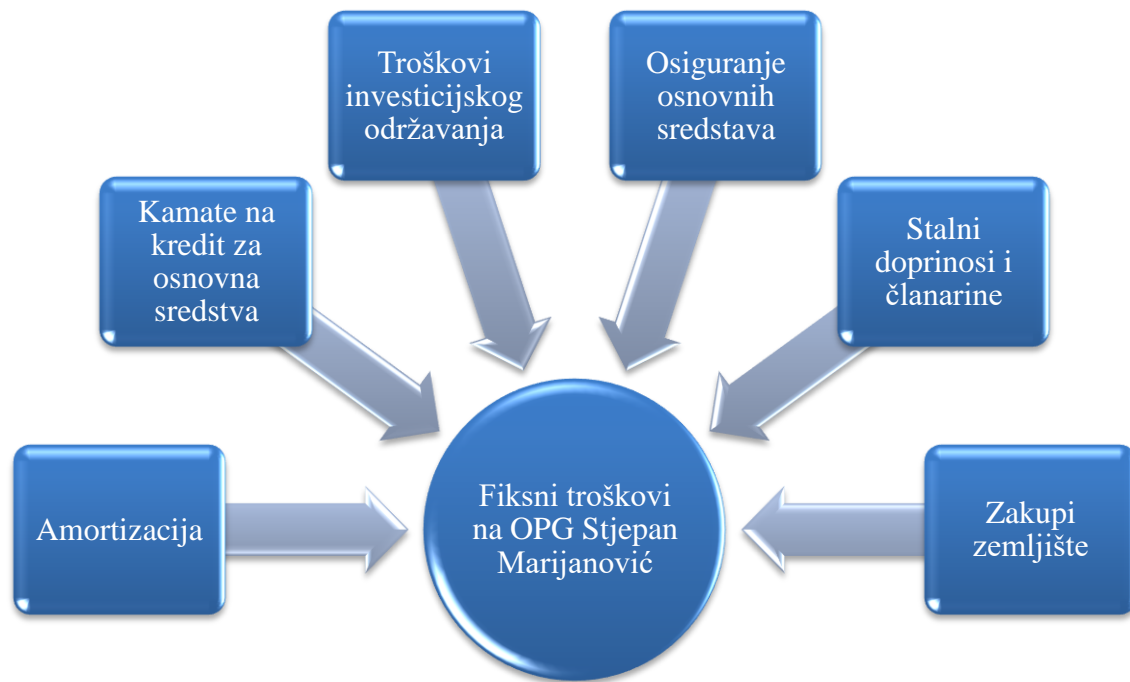 Troškovi
investicijskog
održavanja
Osiguranje
osnovnih
sredstava
Kamate na
kredit za
osnovna
sredstva
Stalni
doprinosi i
članarine
Amortizacija
Fiksni troškovi
na OPG Stjepan
Marijanović
Zakupi
zemljište